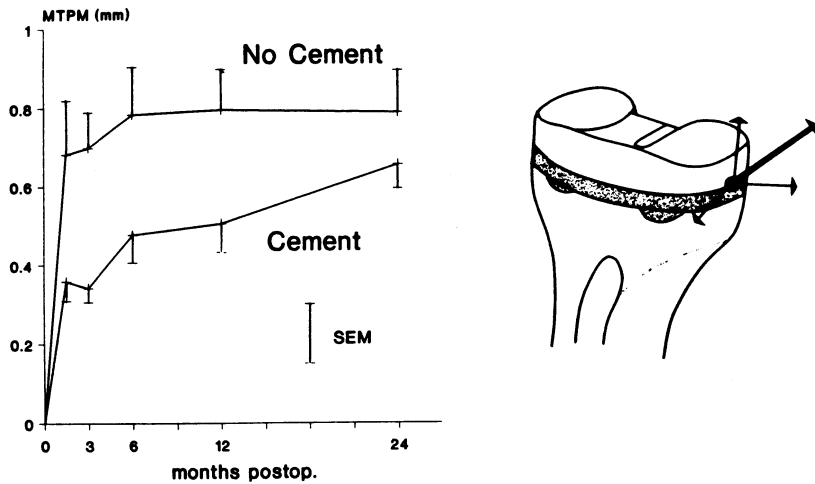 MTPM (mm)
1
No Cement
0.8
0.6
Cement
0.4
SEM
0.2
0
0 3 6 12 24
months postop.